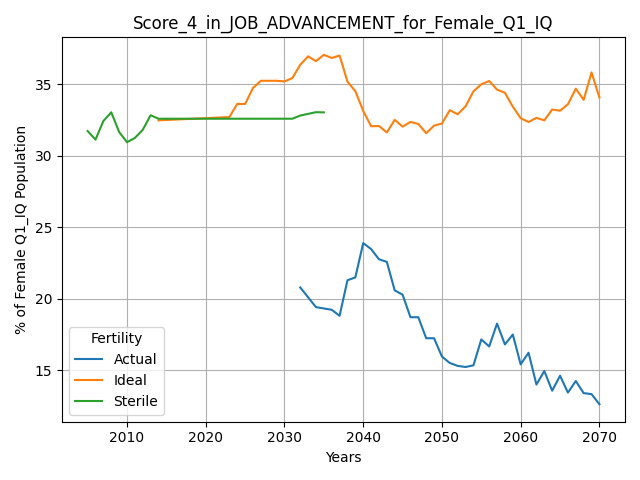 Score_4_in_JOB_ADVANCEMENT_for_Female_Q1_IQ
% of Female Q1_IQ Population
35
30
25
20
15
Fertility
Actual
Ideal
Sterile
2010 2020 2030 2040 2050 2060 2070
Years